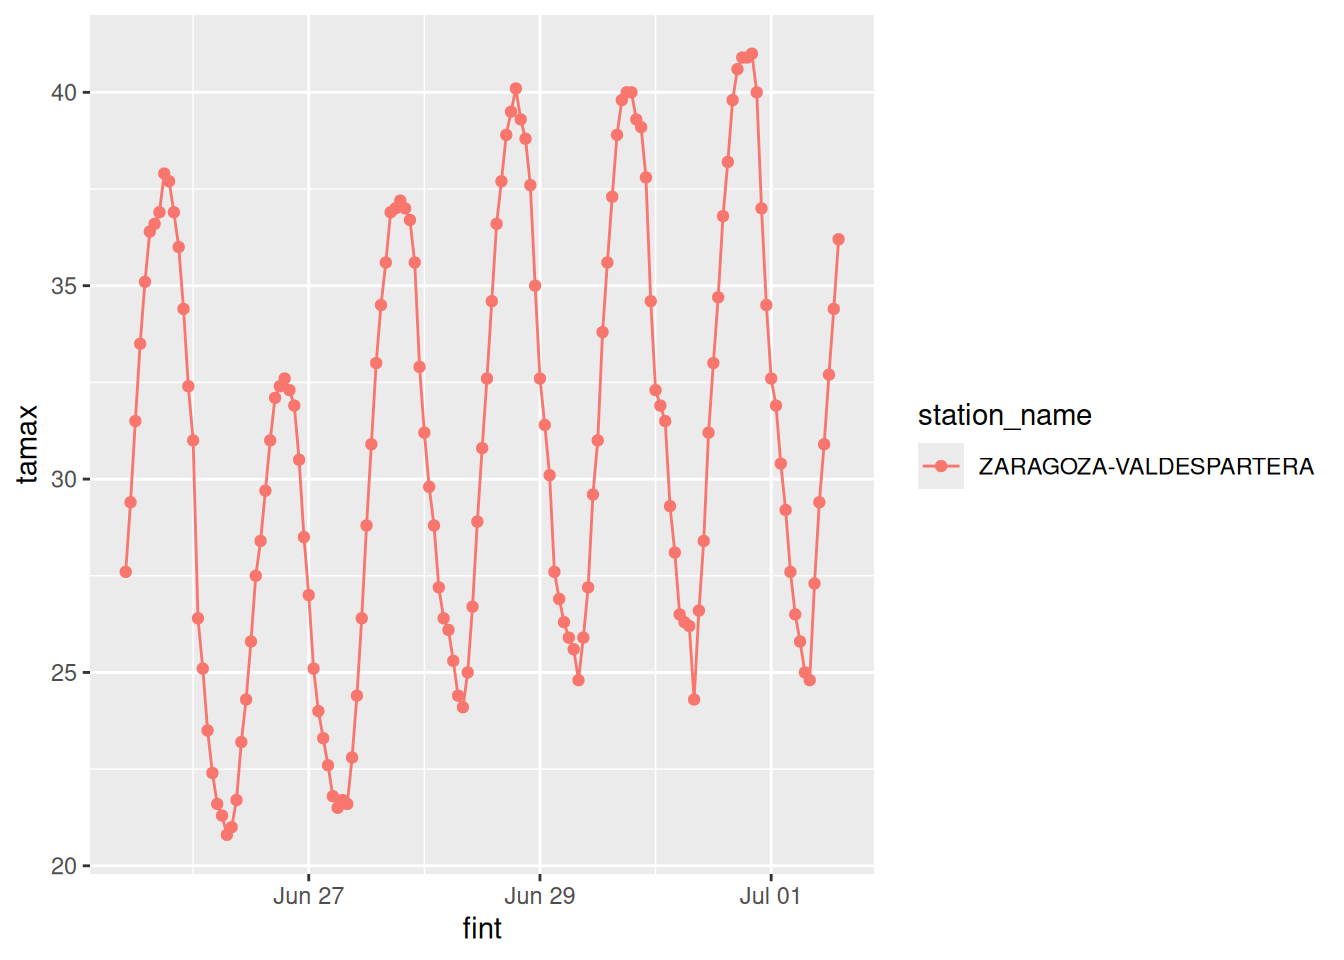 40
35
30
25
20
tamax
Jun 27
Jun 29
Jul 01
fint
station_name
ZARAGOZA-VALDESPARTERA